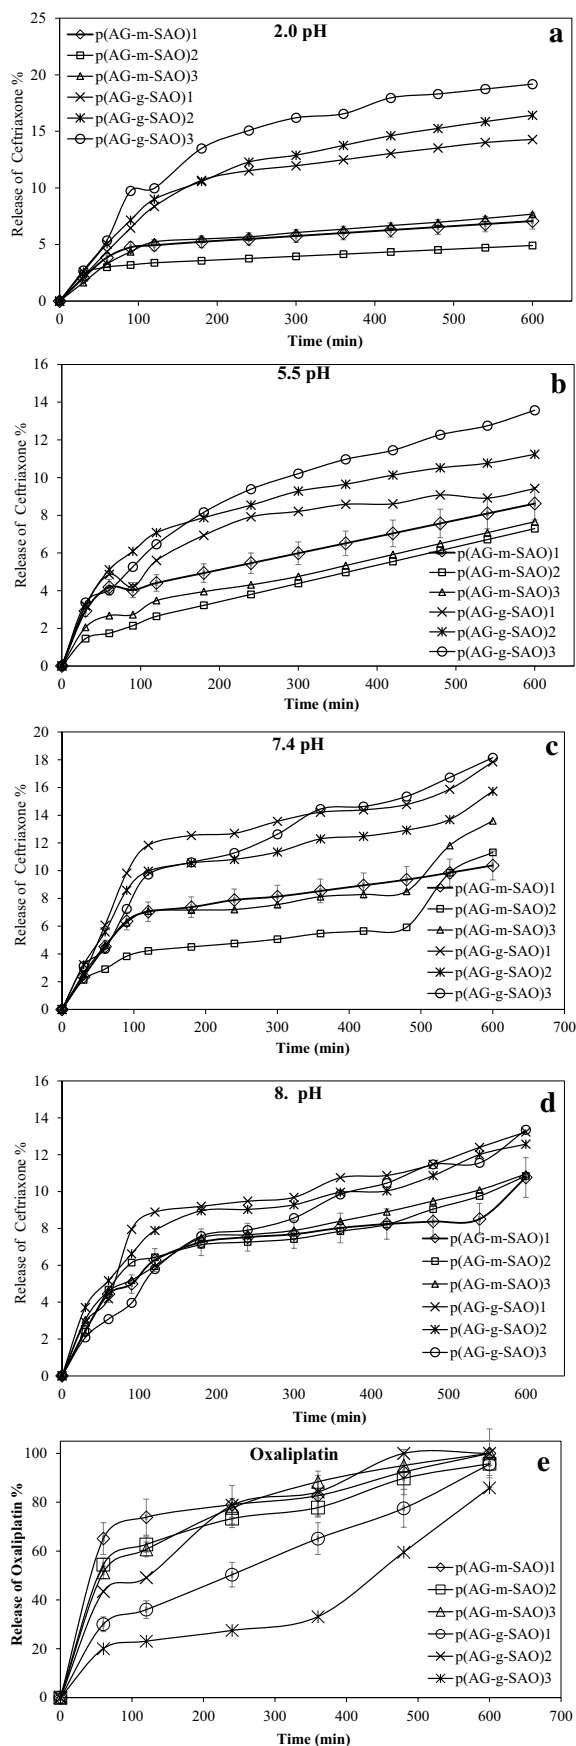 2.0 pH
a
p(AG-m-SAO)1
p(AG-m-SAO)2
p(AG-m-SAO)3
p(AG-g-SAO)1
p(AG-g-SAO)2
p(AG-g-SAO)3
Release of Ceftriaxone %
25
20
15
10
5
0
0 100 200 300 400 500 600
Time (min)
5.5 pH
b
Release of Ceftriaxone %
16
14
12
10
8
6
4
2
0
p(AG-m-SAO)1
p(AG-m-SAO)2
p(AG-m-SAO)3
p(AG-g-SAO)1
p(AG-g-SAO)2
p(AG-g-SAO)3
0 100 200 300 400 500 600
Time (min)
7.4 pH
c
Release of Ceftriaxone%
20
18
16
14
12
10
8
6
4
2
0
p(AG-m-SAO)1
p(AG-m-SAO)2
p(AG-m-SAO)3
p(AG-g-SAO)1
p(AG-g-SAO)2
p(AG-g-SAO)3
0 100 200 300 400 500 600 700
Time (min)
8. pH
d
Release of Ceftriaxone %
16
14
12
10
8
6
4
2
0
p(AG-m-SAO)1
p(AG-m-SAO)2
p(AG-m-SAO)3
p(AG-g-SAO)1
p(AG-g-SAO)2
p(AG-g-SAO)3
0 100 200 300 400 500 600
Time (min)
Oxaliplatin
e
Release of Oxaliplatin %
100
80
60
40
20
0
p(AG-m-SAO)1
p(AG-m-SAO)2
p(AG-m-SAO)3
p(AG-g-SAO)1
p(AG-g-SAO)2
p(AG-g-SAO)3
0 100 200 300 400 500 600 700
Time (min)